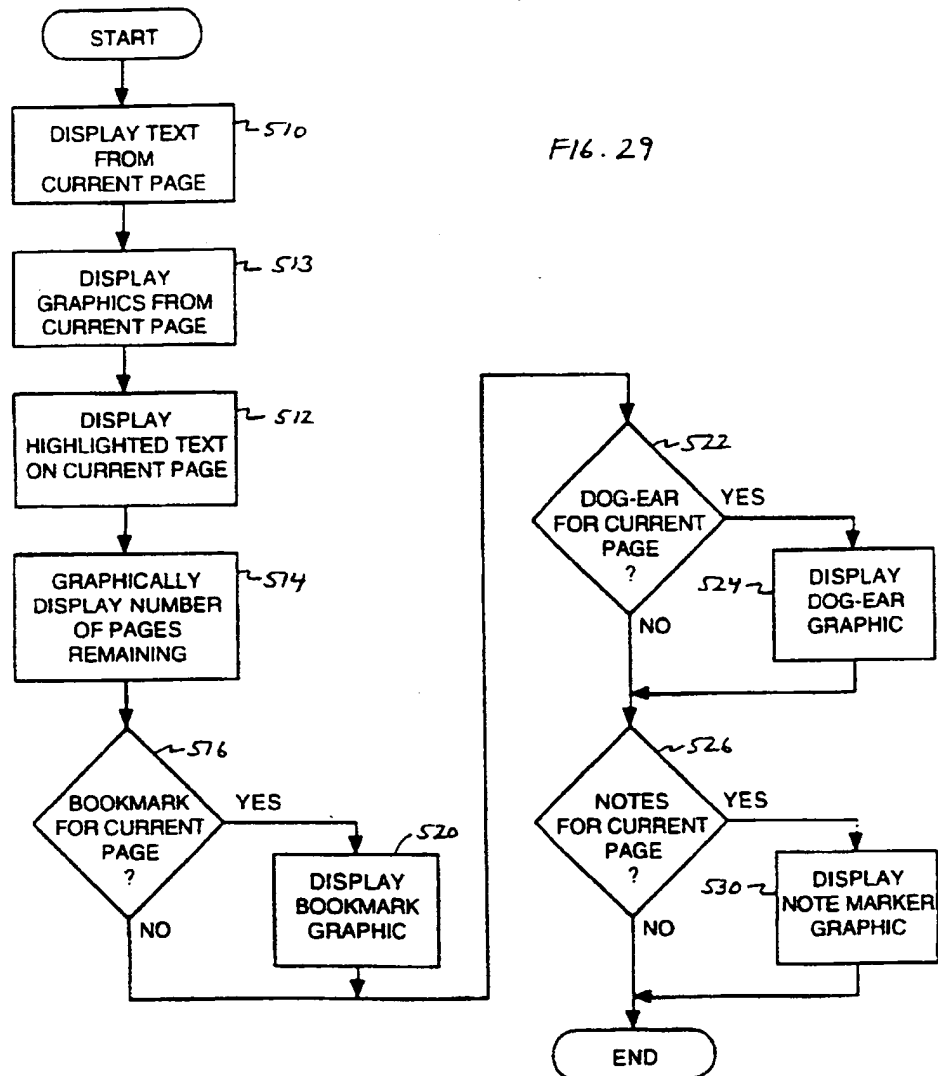 START
DISPLAY TEXT
FROM
CURRENT PAGE
510
FIG. 29
DISPLAY
GRAPHICS FROM
CURRENT PAGE
513
DISPLAY
HIGHLIGHTED TEXT
ON CURRENT PAGE
512
GRAPHICALLY
DISPLAY NUMBER
OF PAGES
REMAINING
514
BOOKMARK
FOR CURRENT
PAGE
?
516
YES
NO
520
DISPLAY
BOOKMARK
GRAPHIC
DOG-EAR
FOR CURRENT
PAGE
?
522
YES
NO
524
DISPLAY
DOG-EAR
GRAPHIC
NOTES
FOR CURRENT
PAGE
?
526
YES
NO
530
DISPLAY
NOTE MARKER
GRAPHIC
END